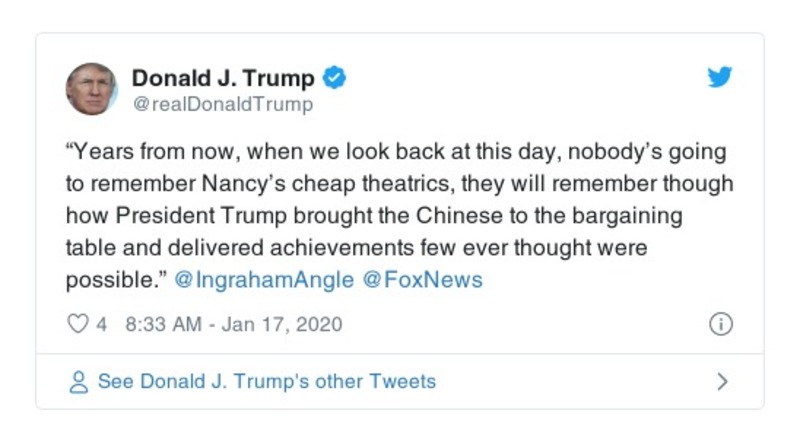 Donald J. Trump
@realDonaldTrump
“Years from now, when we look back at this day, nobody’s going
to remember Nancy’s cheap theatrics, they will remember though
how President Trump brought the Chinese to the bargaining
table and delivered achievements few ever thought were
possible.” @IngrahamAngle @FoxNews
4 8:33 AM - Jan 17, 2020
See Donald J. Trump's other Tweets